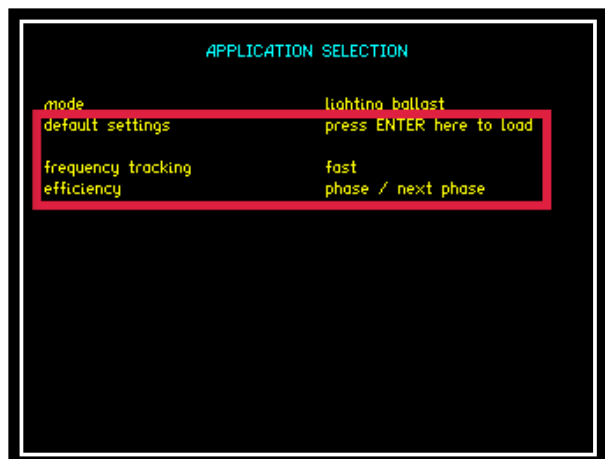 APPLICATION SELECTION
mode lighting ballast
default settings press ENTER here to load
frequency tracking fast
efficiency phase / next phase